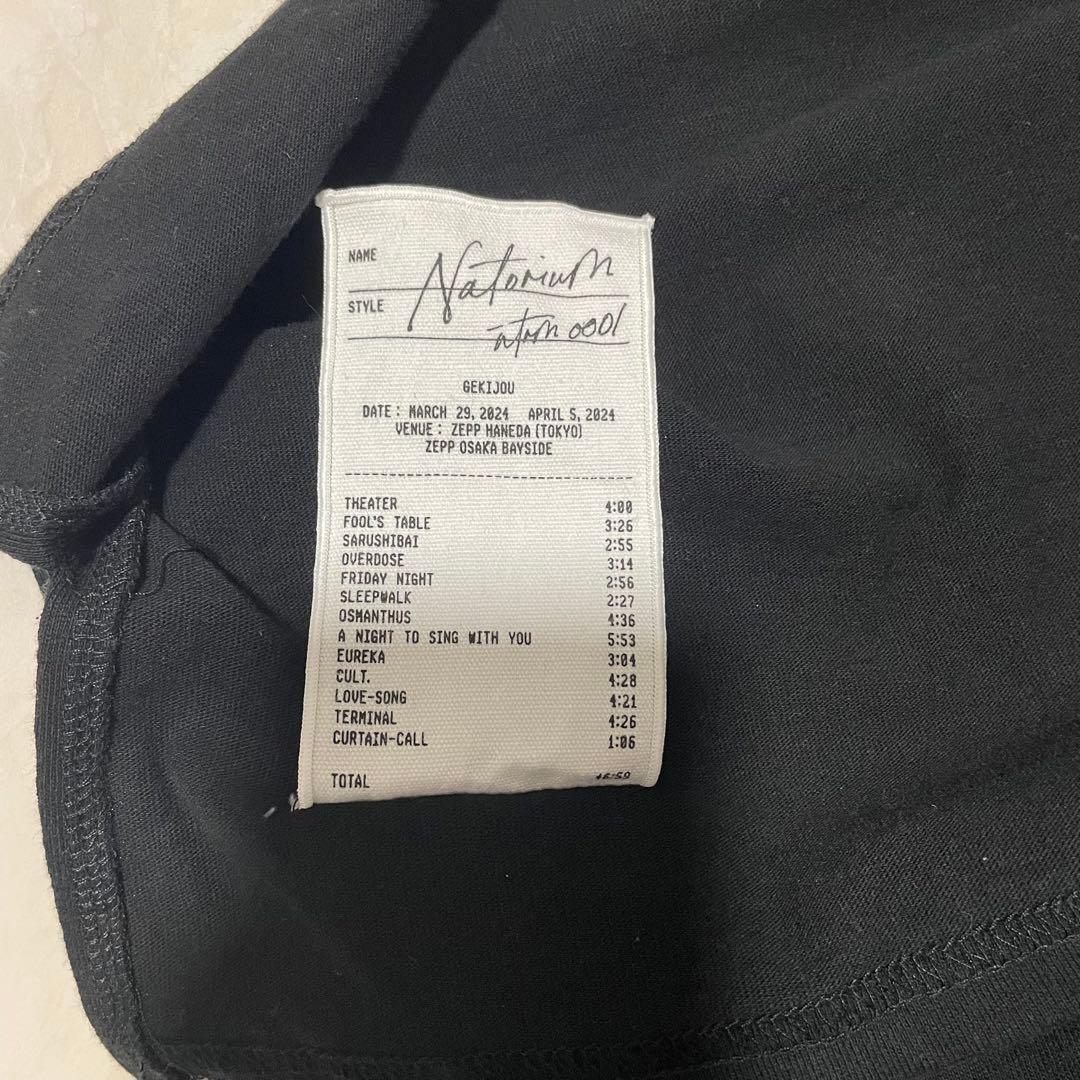 NAME Natorium
STYLE ntrm 0001
GEKIJOU
DATE : MARCH 29, 2024 APRIL 5, 2024
VENUE : ZEPP HANEDA (TOKYO)
ZEPP OSAKA BAYSIDE
THEATER 4:00
FOOL'S TABLE 3:26
SARUSHIBAI 2:55
OVERDOSE 3:14
FRIDAY NIGHT 2:56
SLEEPWALK 2:27
OSMANTHUS 4:36
A NIGHT TO SING WITH YOU 5:53
EUREKA 3:04
CULT. 4:28
LOVE-SONG 4:21
TERMINAL 4:26
CURTAIN-CALL 1:06
TOTAL